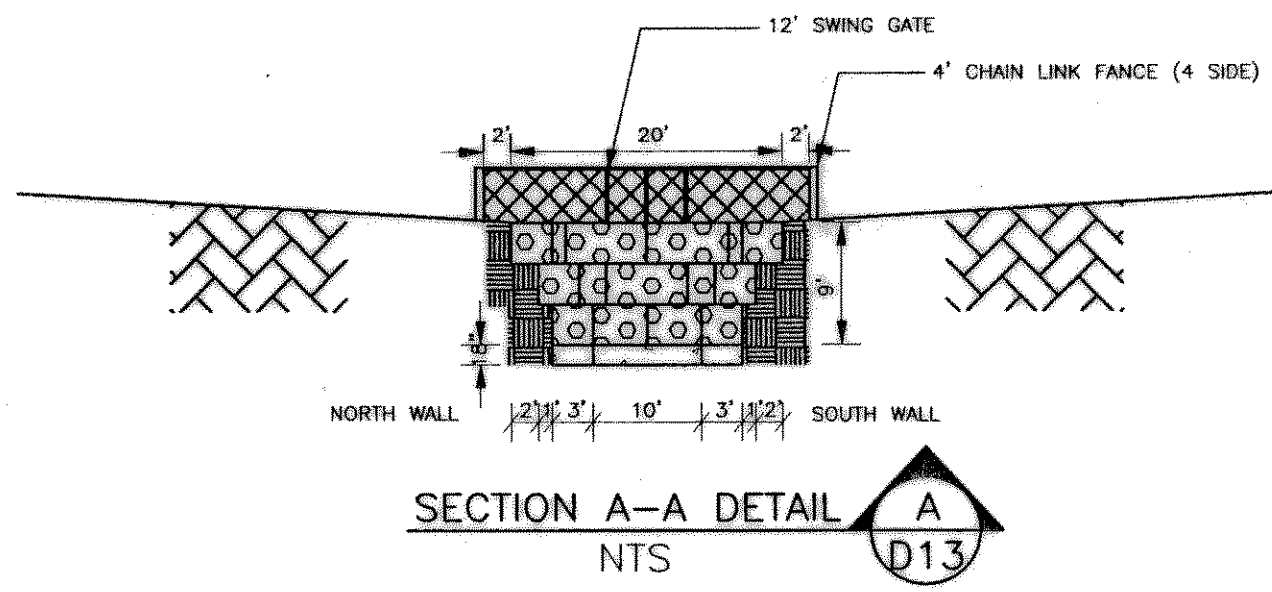 12' SWING GATE
4' CHAIN LINK FANCE (4 SIDE)
2' 20' 2'
9'
18"
NORTH WALL 2' 1' 3' 10' 3' 1' 2' SOUTH WALL
SECTION A-A DETAIL
NTS
A
D13